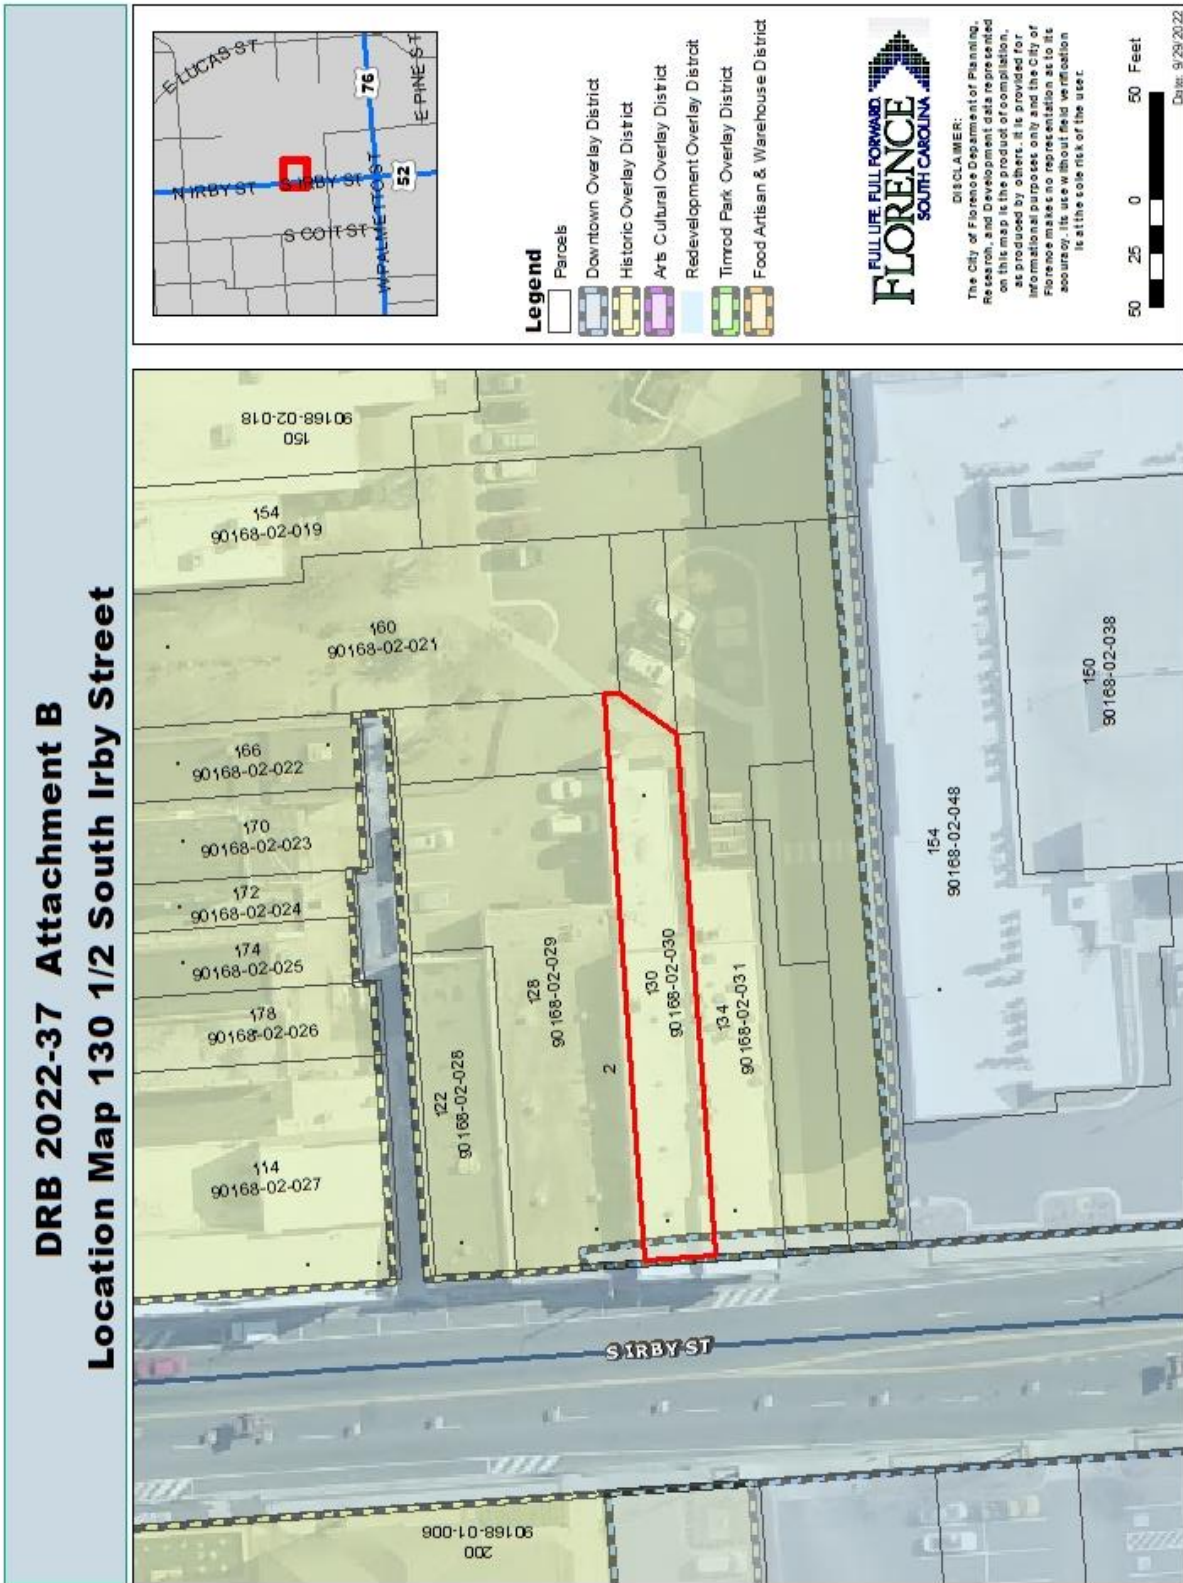 DRB 2022-37 Attachment B
Location Map 130 1/2 South Irby Street
150
90168-02-018
154
90168-02-019
160
90168-02-021
166
90168-02-022
170
90168-02-023
172
90168-02-024
174
90168-02-025
178
90168-02-026
114
90168-02-027
122
90168-02-028
128
90168-02-029
2
130
90168-02-030
134
90168-02-031
154
90168-02-048
150
90168-02-038
S IRBY ST
200
90168-01-006
E LUCAS ST
N IRBY ST
S IRBY ST
S COIT ST
W PALMETTO ST
E PINE ST
76
52
Legend
Parcels
Downtown Overlay District
Historic Overlay District
Arts Cultural Overlay District
Redevelopment Overlay Distroit
Timrod Park Overlay District
Food Artisan & Warehouse District
FULL LIFE. FULL FORWARD.
FLORENCE
SOUTH CAROLINA
DISCLAIMER:
The City of Florence Deparment of Planning,
Research, and Development data represented
on this map is the product of compilation,
as produced by others. It is provided for
informational purposes only and the City of
Florence makes no representation as to its
accuracy. Its use without field verification
is at the sole risk of the user.
50 25 0 50 Feet
Date: 9/29/2022